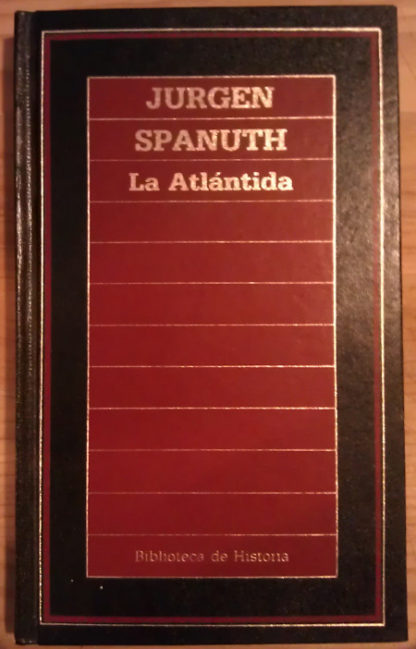 JURGEN
SPANUTH
La Atlántida
Biblioteca de Historia